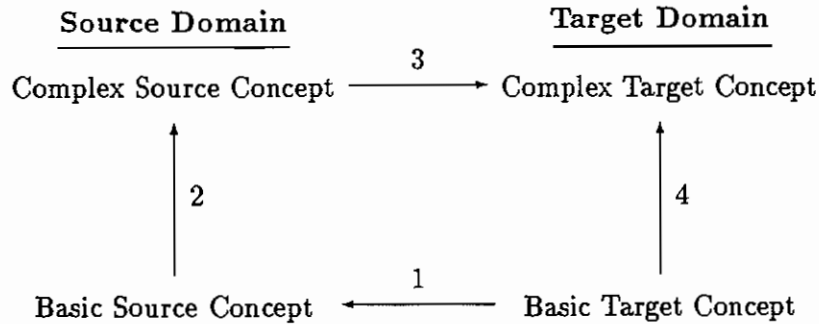 Source Domain
Target Domain
Complex Source Concept
3
Complex Target Concept
2
4
Basic Source Concept
1
Basic Target Concept